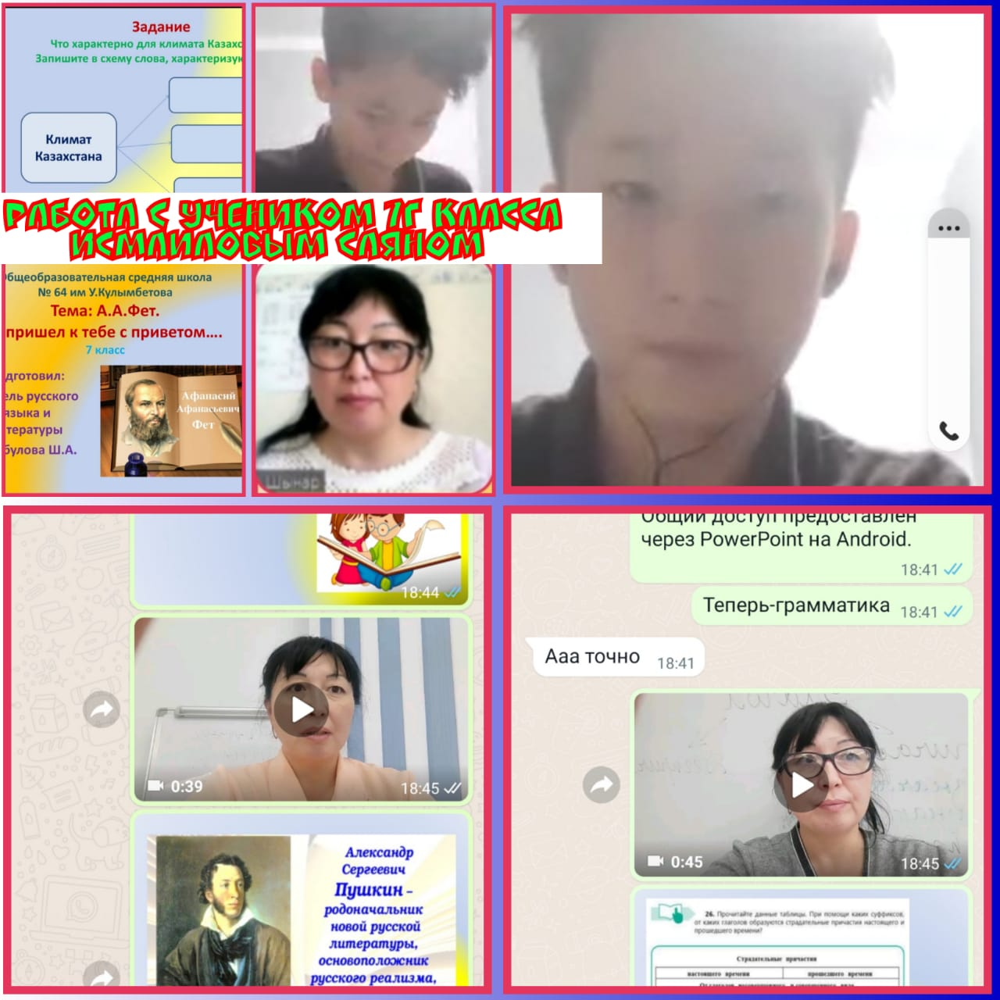 Задание
Что характерно для климата Казахс
Запишите в схему слова, характеризую
Климат
Казахстана
РАБОТА С УЧЕНИКОМ 7Г КЛАССА
ИСМАИЛОВЫМ САЯНОМ
бщеобразовательная средняя школа
№ 64 им У.Кулымбетова
Тема: А.А.Фет.
пришел к тебе с приветом....
7 класс
дготовил:
ель русского
языка и
тературы
булова Ш.А.
Афанасий
Афанасьевич
Фет
Шынар
18:44
0:39
18:45
Александр
Сергеевич
Пушкин –
родоначальник
новой русской
литературы,
основоположник
русского реализма,
Общий доступ предоставлен
через PowerPoint на Android.
18:41
Теперь-грамматика 18:41
Ааа точно 18:41
0:45
18:45
26. Прочитайте данные таблицы. При помощи каких суффиксов,
от каких глаголов образуются страдательные причастия настоящего и
прошедшего времени?
Страдательные причастия
настоящего времени
прошедшего времени